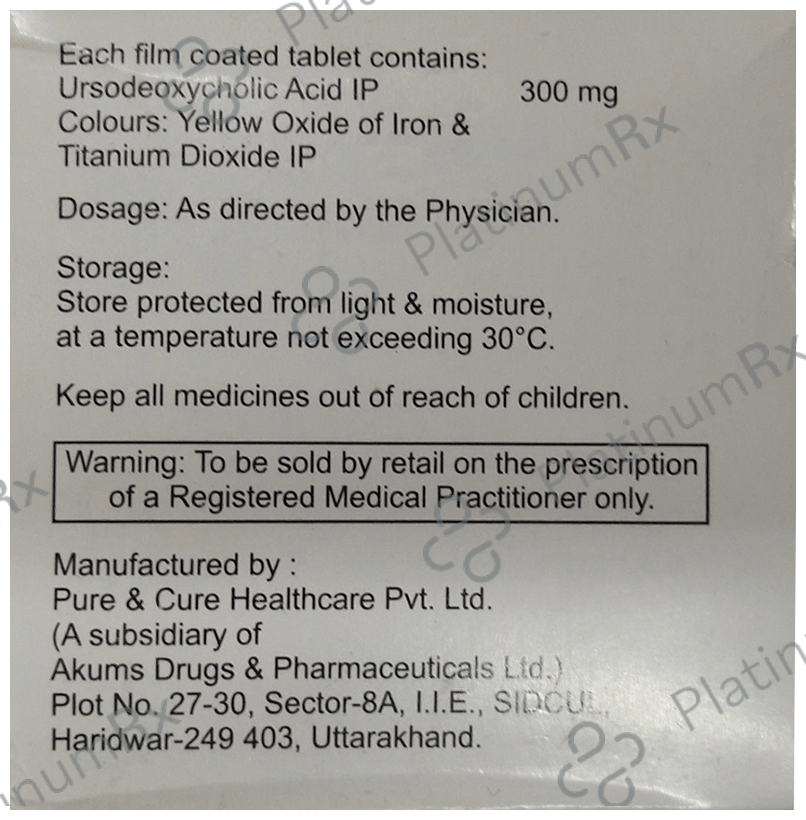 Each film coated tablet contains:
Ursodeoxycholic Acid IP 300 mg
Colours: Yellow Oxide of Iron &
Titanium Dioxide IP
Dosage: As directed by the Physician.
Storage:
Store protected from light & moisture,
at a temperature not exceeding 30°C.
Keep all medicines out of reach of children.
Warning: To be sold by retail on the prescription
of a Registered Medical Practitioner only.
Manufactured by :
Pure & Cure Healthcare Pvt. Ltd.
(A subsidiary of
Akums Drugs & Pharmaceuticals Ltd.)
Plot No. 27-30, Sector-8A, I.I.E., SIDCUL,
Haridwar-249 403, Uttarakhand.
PlatinumRx
PlatinumRx